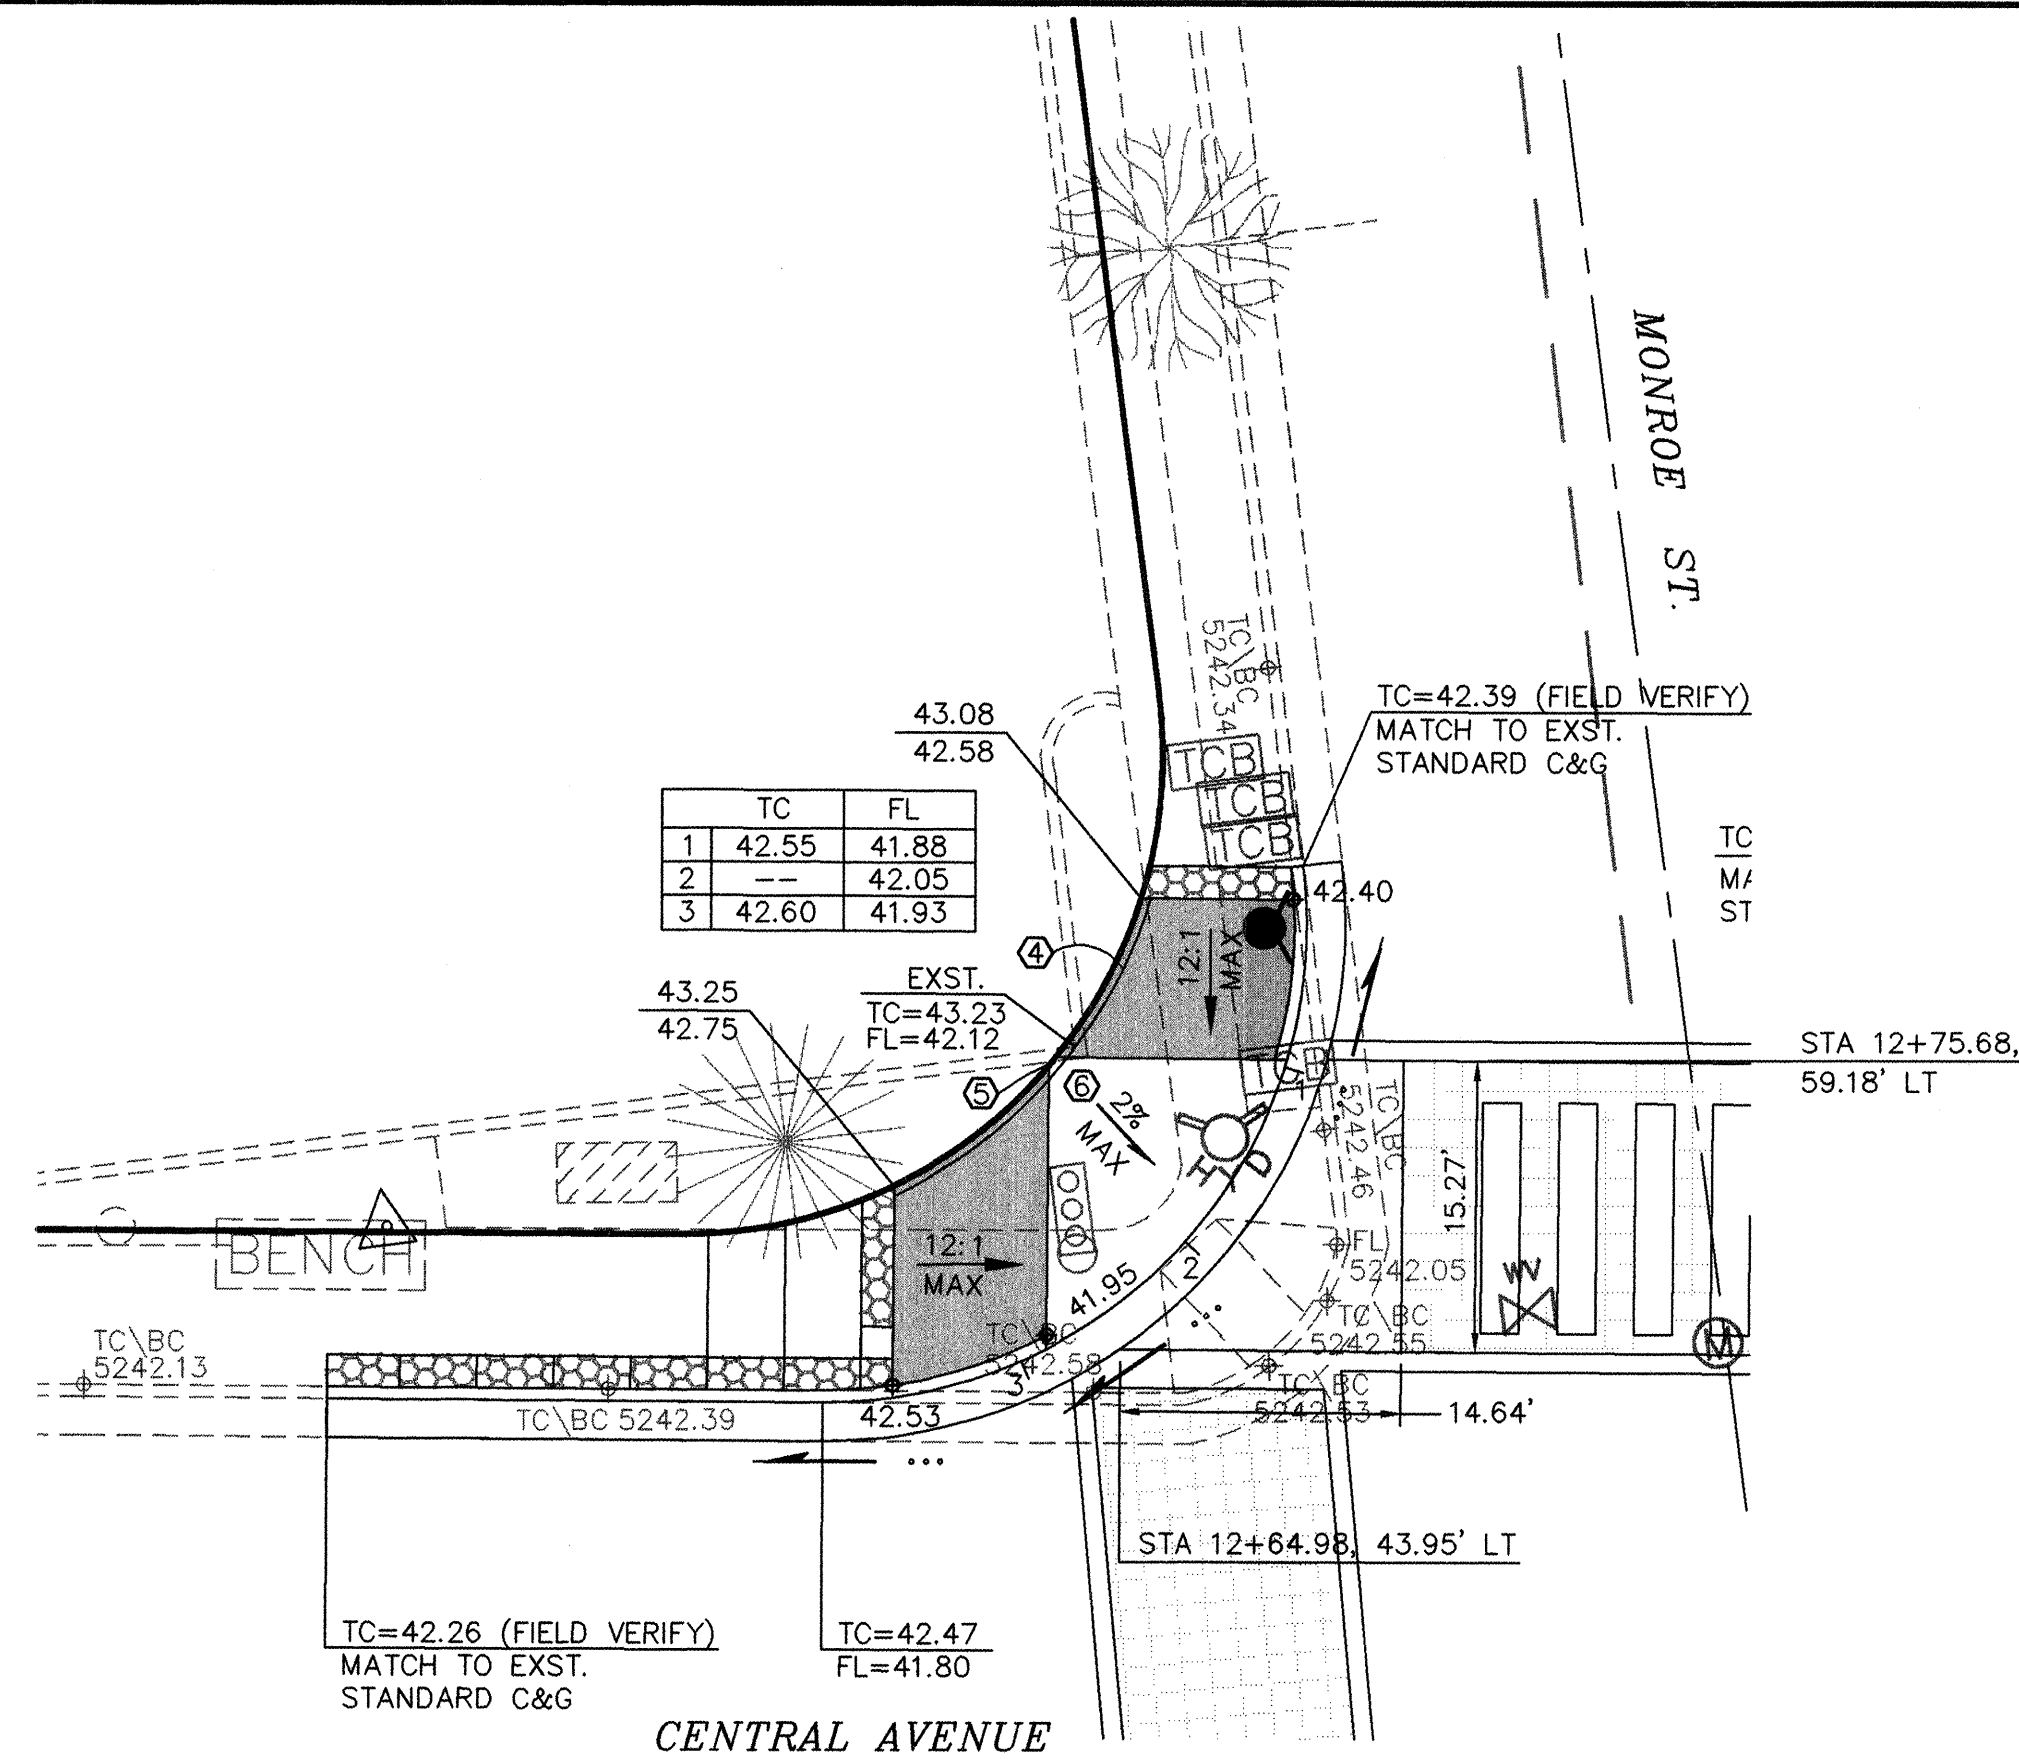 MONROE ST.
TC\BC
5242.34
TC=42.39 (FIELD VERIFY)
MATCH TO EXST.
STANDARD C&G
43.08
42.58
TCB
TCB
TCB
TC FL
1 42.55 41.88
2 -- 42.05
3 42.60 41.93
TC
ST
42.40
4
12:1
MAX
EXST.
TC=43.23
FL=42.12
43.25
42.75
STA 12+75.68,
59.18' LT
5
6
2%
MAX
TC\BC
5242.46
15.27'
HYD
BENCH
12:1
MAX
41.95
2
FL
5242.05
WV
TC\BC
5242.55
M
TC\BC
5242.13
TC\BC
5242.58
3
TC\BC
5242.53
14.64'
TC\BC 5242.39
42.53
STA 12+64.98, 43.95' LT
TC=42.26 (FIELD VERIFY)
MATCH TO EXST.
STANDARD C&G
TC=42.47
FL=41.80
CENTRAL AVENUE